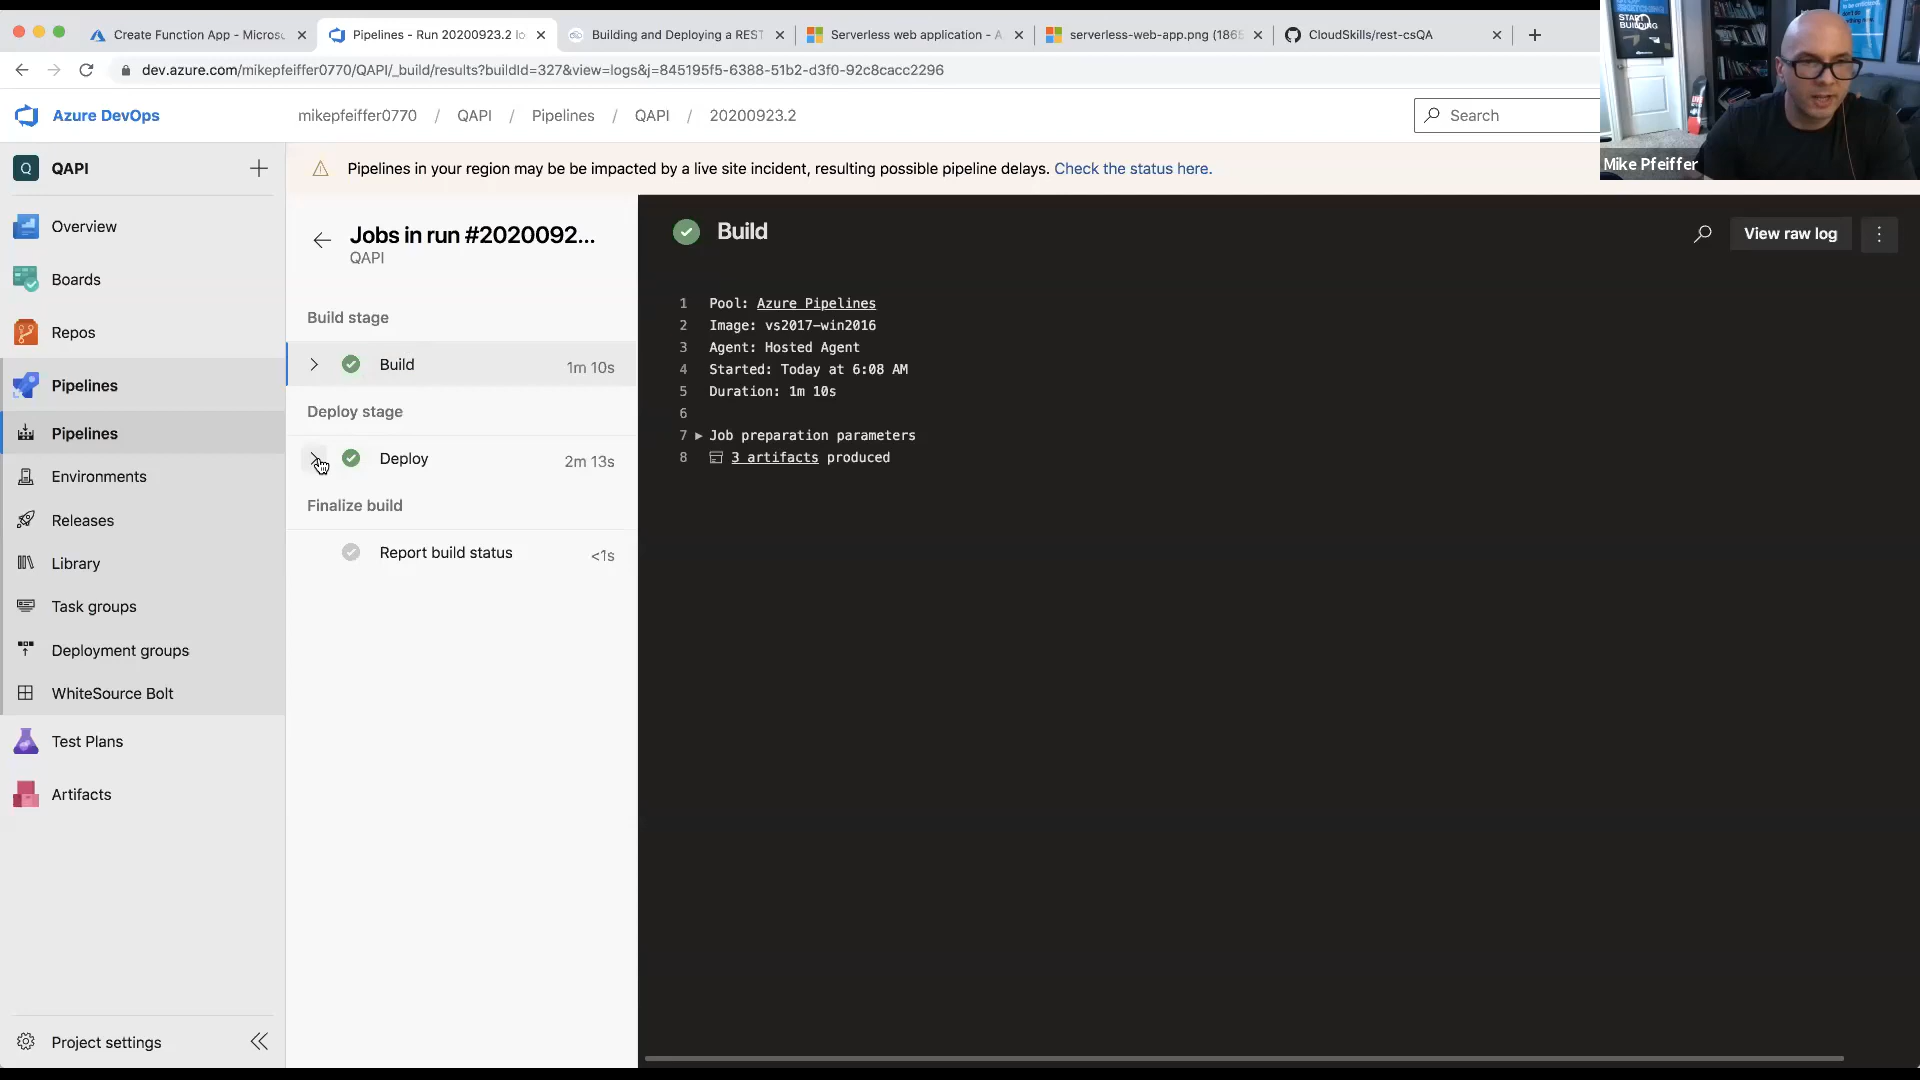 Create Function App - Microsc
Pipelines - Run 20200923.2 lo
Building and Deploying a REST
Serverless web application - A
serverless-web-app.png (1865
CloudSkills/rest-csQA
dev.azure.com/mikepfeiffer0770/QAPI/_build/results?buildId=327&view=logs&j=845195f5-6388-51b2-d3f0-92c8cacc2296
START
BUILDING
Mike Pfeiffer
Azure DevOps
mikepfeiffer0770 / QAPI / Pipelines / QAPI / 20200923.2
Search
Q QAPI
Pipelines in your region may be be impacted by a live site incident, resulting possible pipeline delays. Check the status here.
Overview
Boards
Repos
Pipelines
Pipelines
Environments
Releases
Library
Task groups
Deployment groups
WhiteSource Bolt
Test Plans
Artifacts
Project settings
Jobs in run #2020092...
QAPI
Build stage
Build 1m 10s
Deploy stage
Deploy 2m 13s
Finalize build
Report build status <1s
Build
View raw log
1 Pool: Azure Pipelines
2 Image: vs2017-win2016
3 Agent: Hosted Agent
4 Started: Today at 6:08 AM
5 Duration: 1m 10s
6
7 Job preparation parameters
8 3 artifacts produced